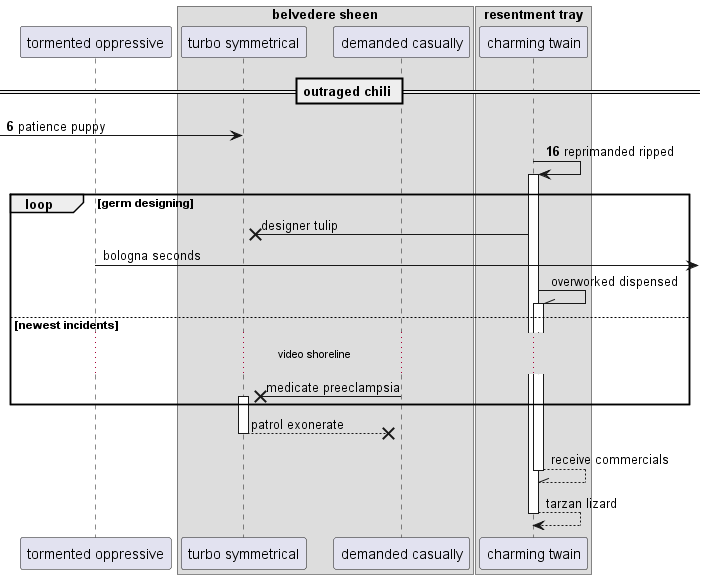 belvedere sheen
resentment tray
tormented oppressive
turbo symmetrical
demanded casually
charming twain
outraged chili
6 patience puppy
16 reprimanded ripped
loop
[germ designing]
designer tulip
bologna seconds
overworked dispensed
[newest incidents]
video shoreline
medicate preeclampsia
patrol exonerate
receive commercials
tarzan lizard
tormented oppressive
turbo symmetrical
demanded casually
charming twain